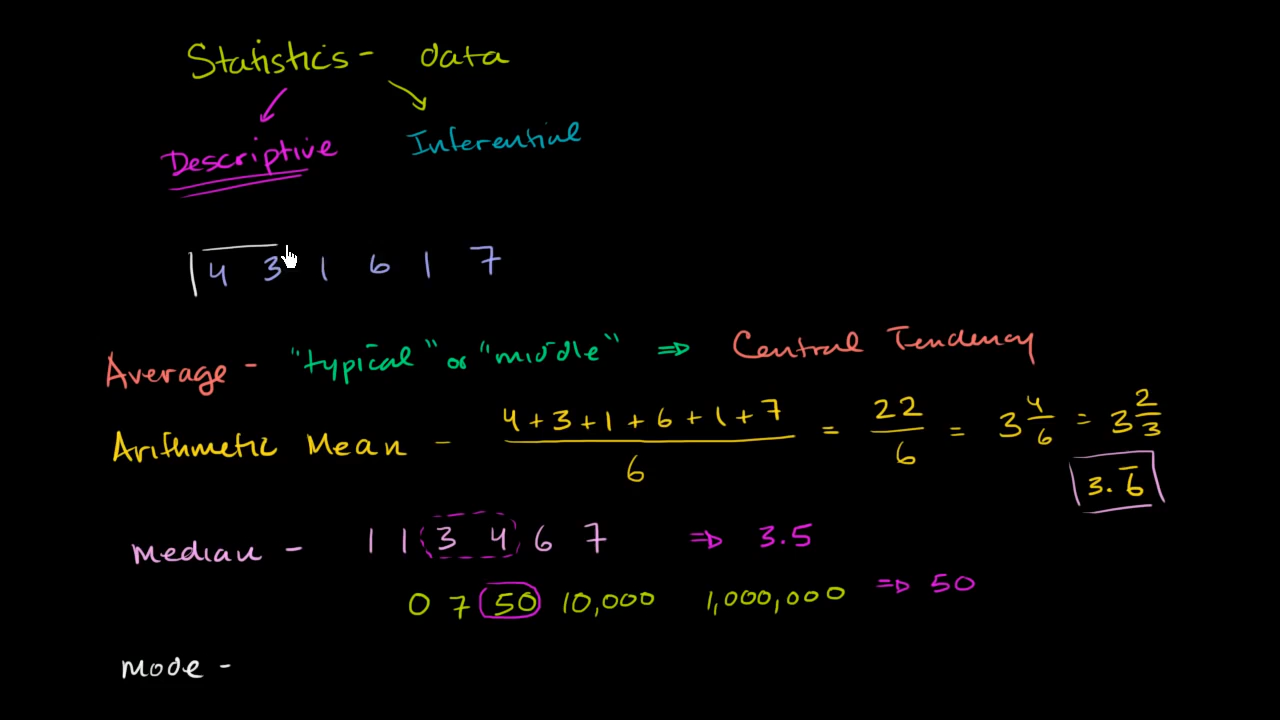 Statistics - data
Descriptive Inferential
4 3 1 6 1 7
Average - "typical" or "middle" ⇒ Central Tendency
Arithmetic Mean - 4+3+1+6+1+7 / 6 = 22/6 = 3 4/6 = 3 2/3
3.6̅
Median - 1 1 3 4 6 7 ⇒ 3.5
0 7 50 10,000 1,000,000 ⇒ 50
Mode -